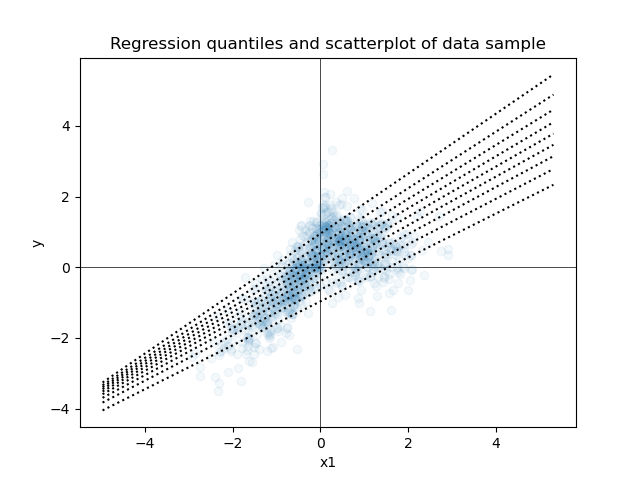 Regression quantiles and scatterplot of data sample
4
2
0
−2
−4
y
−4 −2 0 2 4
x1